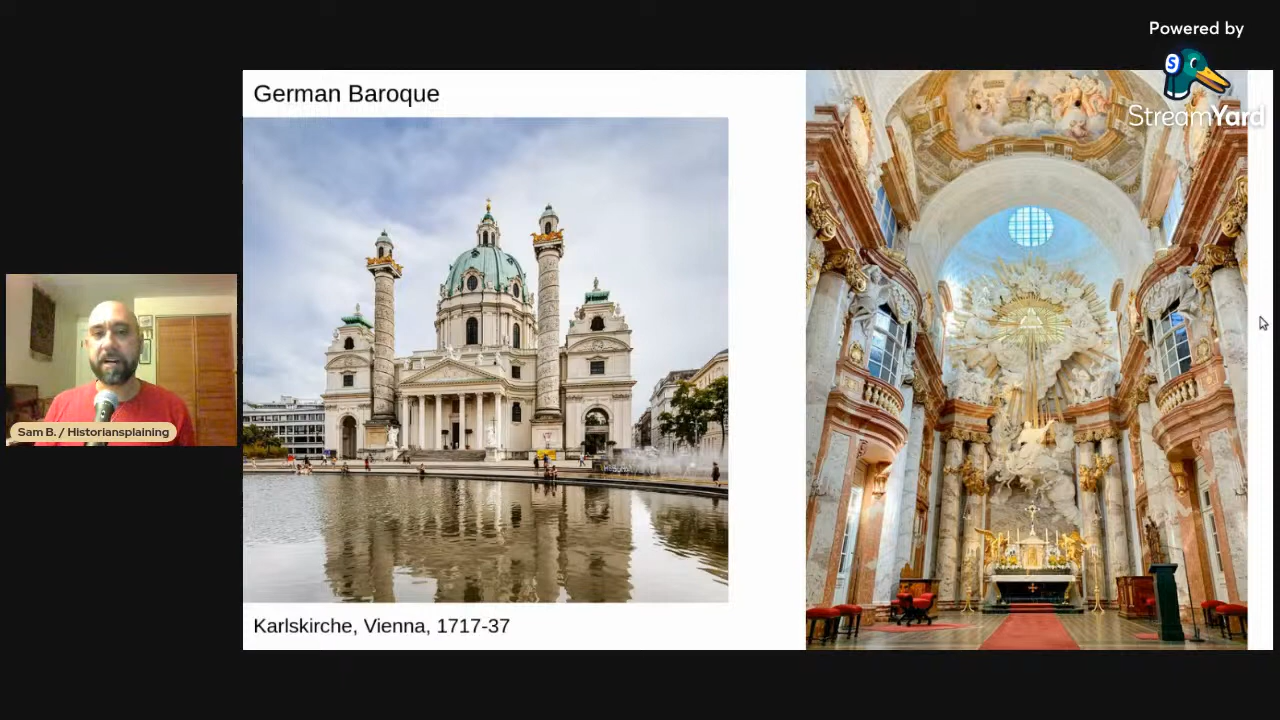 Powered by
S
StreamYard
German Baroque
Sam B. / Historiansplaining
Karlskirche, Vienna, 1717-37